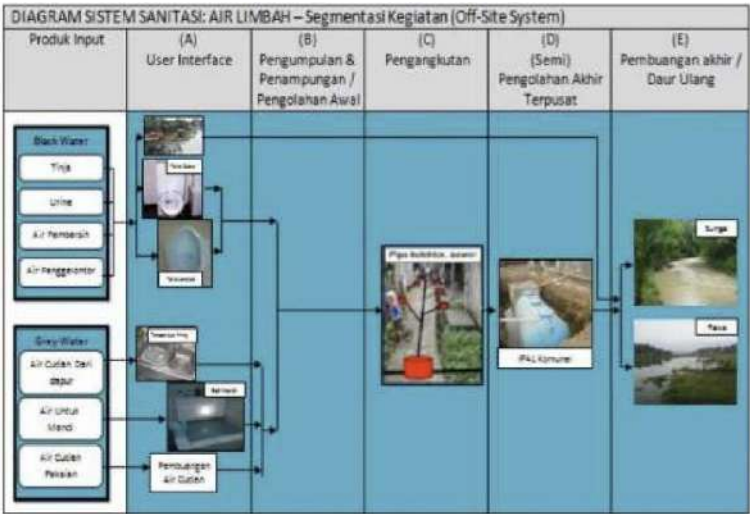 DIAGRAM SISTEM SANITASI: AIR LIMBAH – Segmentasi Kegiatan (Off-Site System)
Produk Input
(A)
User Interface
(B)
Pengumpulan &
Penampungan /
Pengolahan Awal
(C)
Pengangkutan
(D)
(Semi)
Pengolahan Akhir
Terpusat
(E)
Pembuangan akhir /
Daur Ulang
Black Water
Tinja
Urine
Air Pembersih
Air Penggelontor
Grey Water
Air Cucian Dari
dapur
Air Untuk
Mandi
Air Cucian
Pakaian
Pembuangan
Air Cucian
IPAL Komunal
Sungai
Rawa